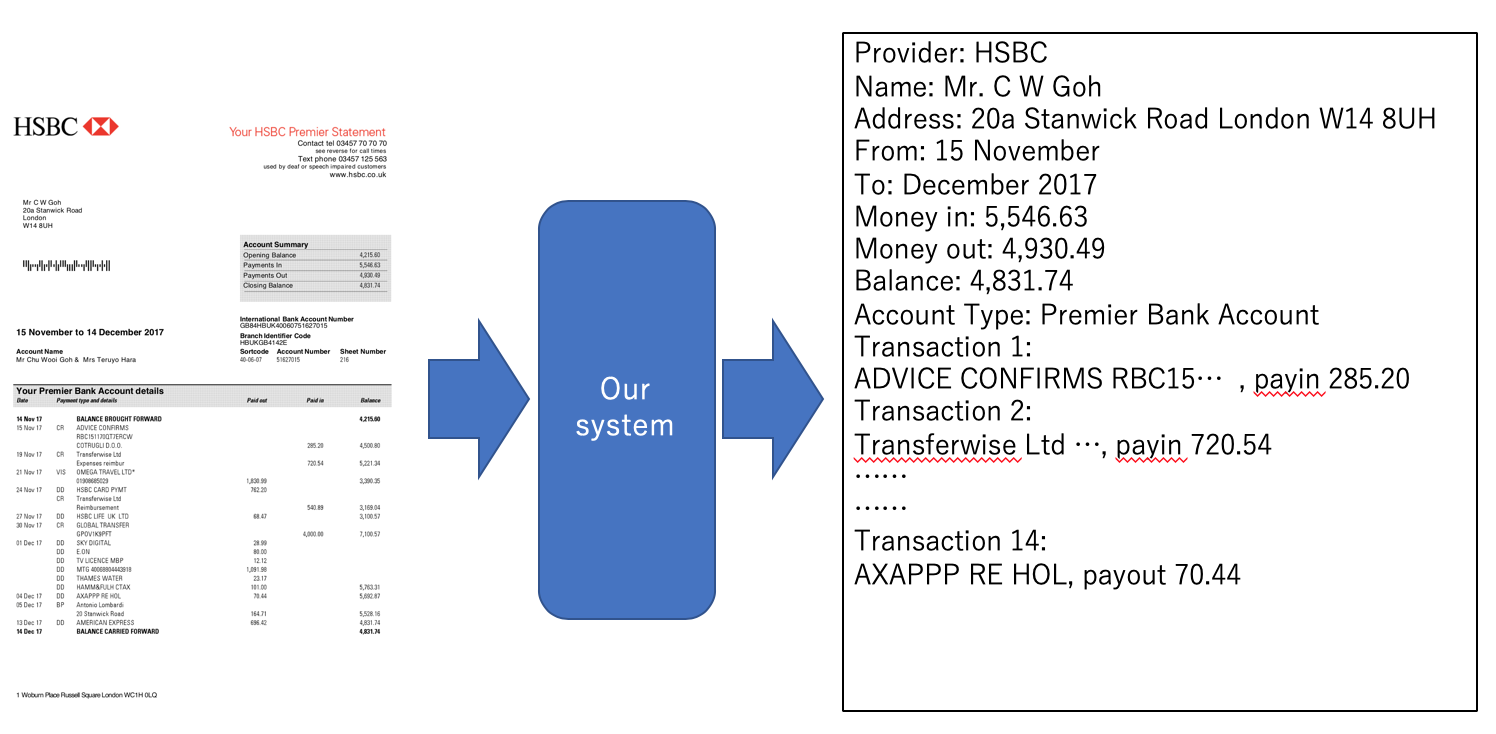 HSBC
Your HSBC Premier Statement
Contact tel 03457 70 70 70
see reverse for call times
Text phone 03457 125 563
used by deaf or speech impaired customers
www.hsbc.co.uk
Mr C W Goh
20a Stanwick Road
London
W14 8UH
Account Summary
Opening Balance 4,215.60
Payments In 5,546.63
Payments Out 4,930.49
Closing Balance 4,831.74
International Bank Account Number
GB84HBUK40060751627015
Branch Identifier Code
HBUKGB4142E
15 November to 14 December 2017
Sortcode Account Number Sheet Number
40-06-07 51627015 216
Account Name
Mr Chu Wooi Goh & Mrs Teruyo Hara
Your Premier Bank Account details
Date Payment type and details Paid out Paid in Balance
14 Nov 17 BALANCE BROUGHT FORWARD 4,215.60
15 Nov 17 CR ADVICE CONFIRMS
RBC151170QT7ERCW
COTRUGLI D.O.O. 285.20 4,500.80
19 Nov 17 CR Transferwise Ltd
Expenses reimbur 720.54 5,221.34
21 Nov 17 VIS OMEGA TRAVEL LTD*
01908685029 1,830.99 3,390.35
24 Nov 17 DD HSBC CARD PYMT 762.20
CR Transferwise Ltd
Reimbursement 540.89 3,169.04
27 Nov 17 DD HSBC LIFE UK LTD 68.47 3,100.57
30 Nov 17 CR GLOBAL TRANSFER
GPOV1K9PFT 4,000.00 7,100.57
01 Dec 17 DD SKY DIGITAL 28.99
DD E.ON 80.00
DD TV LICENCE MBP 12.12
DD MTG 40069904443918 1,091.98
DD THAMES WATER 23.17
DD HAMM&FULH CTAX 101.00 5,763.31
04 Dec 17 DD AXAPPP RE HOL 70.44 5,692.87
05 Dec 17 BP Antonio Lombardi
20 Stanwick Road 164.71 5,528.16
13 Dec 17 DD AMERICAN EXPRESS 696.42 4,831.74
14 Dec 17 BALANCE CARRIED FORWARD 4,831.74
1 Woburn Place Russell Square London WC1H 0LQ
Our
system
Provider: HSBC
Name: Mr. C W Goh
Address: 20a Stanwick Road London W14 8UH
From: 15 November
To: December 2017
Money in: 5,546.63
Money out: 4,930.49
Balance: 4,831.74
Account Type: Premier Bank Account
Transaction 1:
ADVICE CONFIRMS RBC15… , payin 285.20
Transaction 2:
Transferwise Ltd …, payin 720.54
……
……
Transaction 14:
AXAPPP RE HOL, payout 70.44